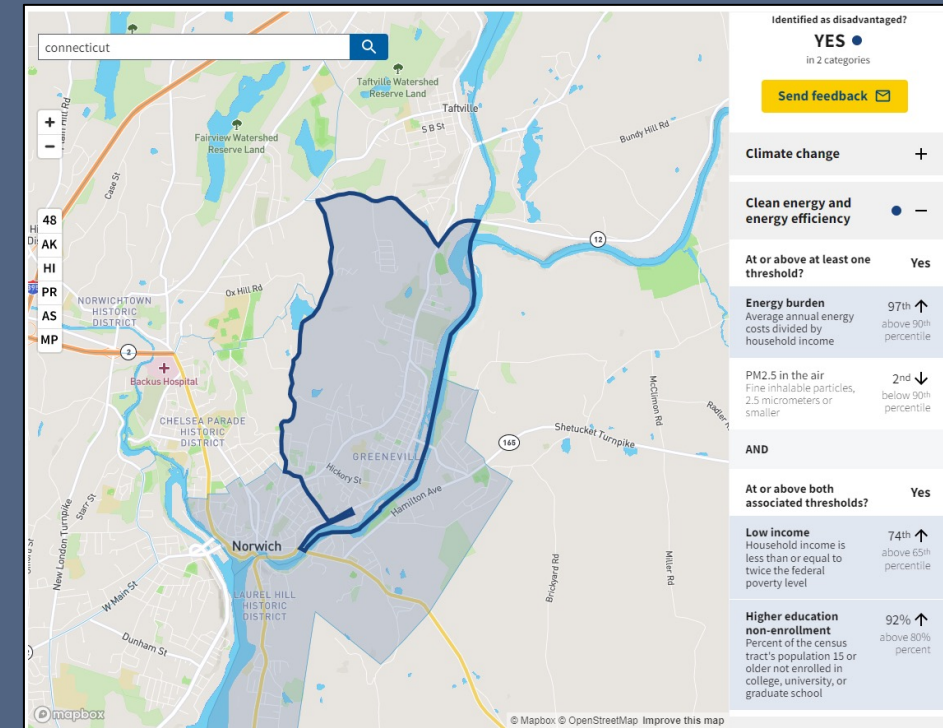 connecticut
+
−
48
AK
HI
PR
AS
MP
Taftville Watershed
Reserve Land
Taftville
S B St
Bundy Hill Rd
Fairview Watershed
Reserve Land
Case St
12
NORWICHTOWN
HISTORIC
DISTRICT
Ox Hill Rd
2
Backus Hospital
CHELSEA PARADE
HISTORIC
DISTRICT
McClimon Rd
165
Shetucket Turnpike
GREENEVILL
Hickory St
Hamilton Ave
Starr St
New London Turnpike
Norwich
Brickyard Rd
Miller Rd
LAUREL HILL
HISTORIC
DISTRICT
W Main St
Dunham St
mapbox
© Mapbox © OpenStreetMap Improve this map
Identified as disadvantaged?
YES
in 2 categories
Send feedback
Climate change +
Clean energy and
energy efficiency −
At or above at least one
threshold? Yes
Energy burden 97th
Average annual energy above 90th
costs divided by percentile
household income
PM2.5 in the air 2nd
Fine inhalable particles, below 90th
2.5 micrometers or percentile
smaller
AND
At or above both
associated thresholds? Yes
Low income 74th
Household income is above 65th
less than or equal to percentile
twice the federal
poverty level
Higher education 92%
non-enrollment above 80%
Percent of the census percent
tract's population 15 or
older not enrolled in
college, university, or
graduate school